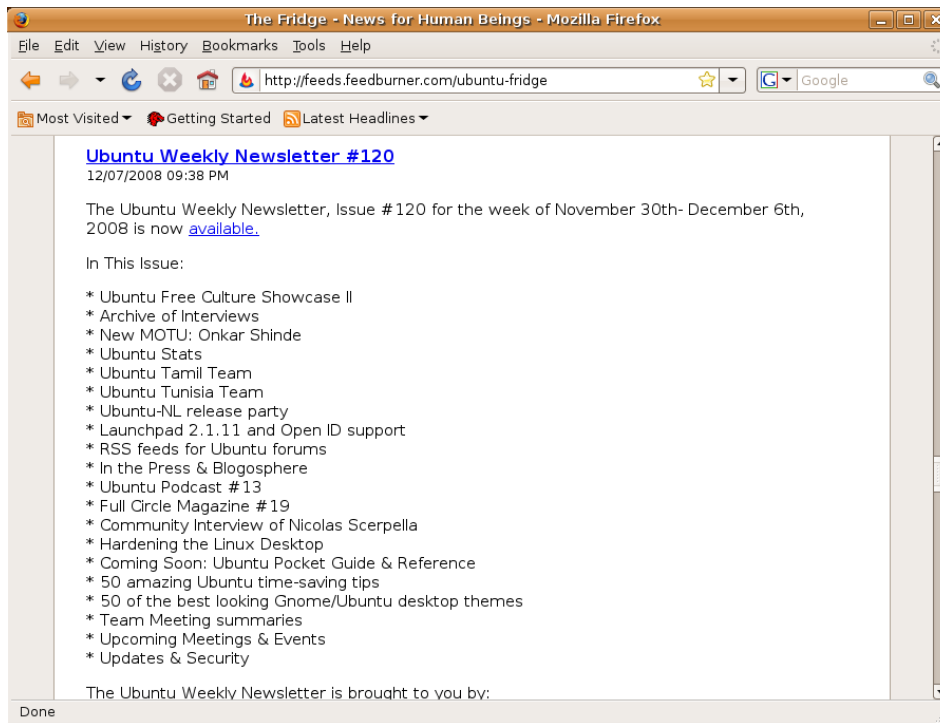 The Fridge - News for Human Beings - Mozilla Firefox
File Edit View History Bookmarks Tools Help
http://feeds.feedburner.com/ubuntu-fridge G Google
Most Visited Getting Started Latest Headlines
Ubuntu Weekly Newsletter #120
12/07/2008 09:38 PM
The Ubuntu Weekly Newsletter, Issue #120 for the week of November 30th- December 6th,
2008 is now available.
In This Issue:
* Ubuntu Free Culture Showcase II
* Archive of Interviews
* New MOTU: Onkar Shinde
* Ubuntu Stats
* Ubuntu Tamil Team
* Ubuntu Tunisia Team
* Ubuntu-NL release party
* Launchpad 2.1.11 and Open ID support
* RSS feeds for Ubuntu forums
* In the Press & Blogosphere
* Ubuntu Podcast #13
* Full Circle Magazine #19
* Community Interview of Nicolas Scerpella
* Hardening the Linux Desktop
* Coming Soon: Ubuntu Pocket Guide & Reference
* 50 amazing Ubuntu time-saving tips
* 50 of the best looking Gnome/Ubuntu desktop themes
* Team Meeting summaries
* Upcoming Meetings & Events
* Updates & Security
The Ubuntu Weekly Newsletter is brought to you by:
Done